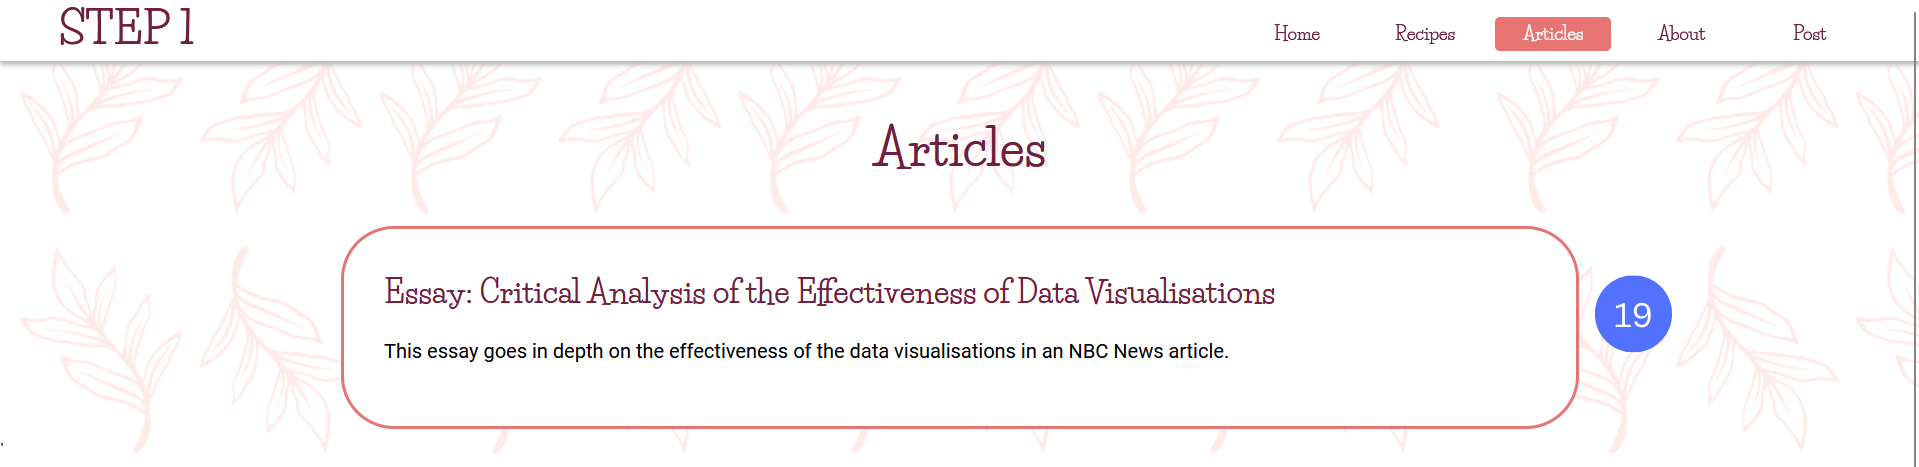 STEP 1
Home Recipes Articles About Post
Articles
Essay: Critical Analysis of the Effectiveness of Data Visualisations
19
This essay goes in depth on the effectiveness of the data visualisations in an NBC News article.